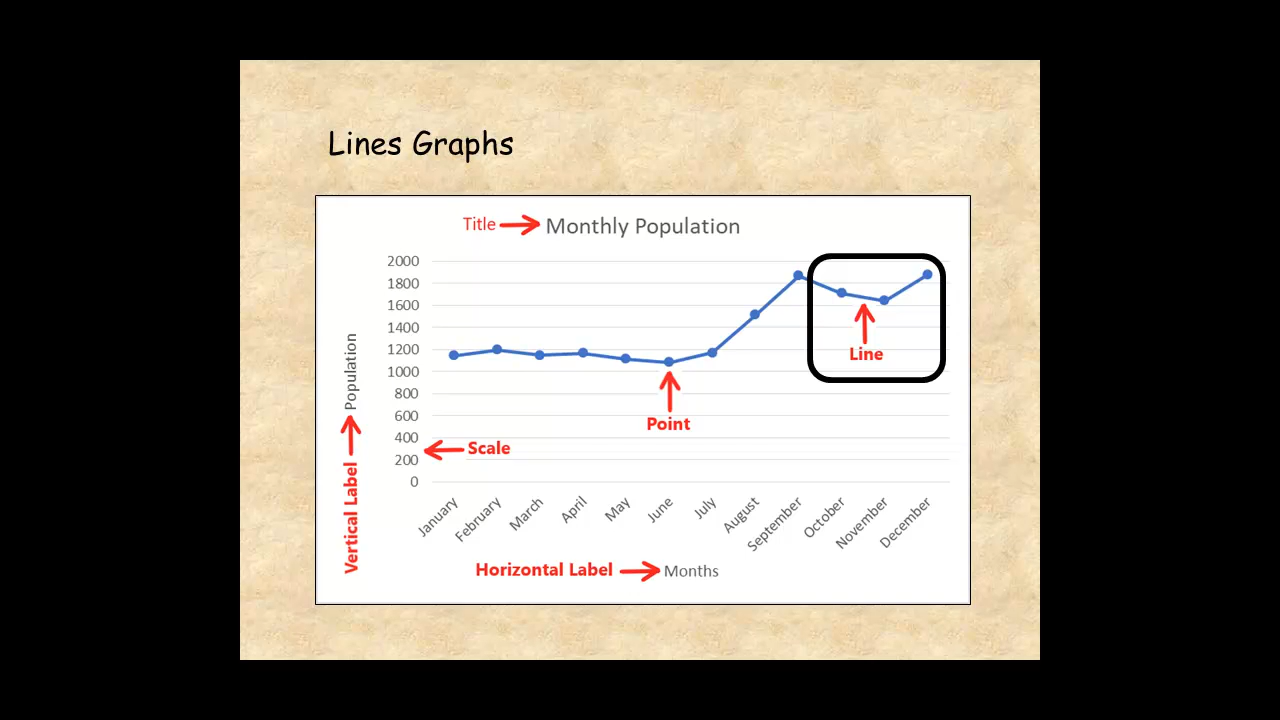 Lines Graphs
Title
Monthly Population
2000
1800
1600
1400
1200
1000
800
600
400
200
0
Population
Vertical Label
Line
Point
Scale
January
February
March
April
May
June
July
August
September
October
November
December
Horizontal Label
Months